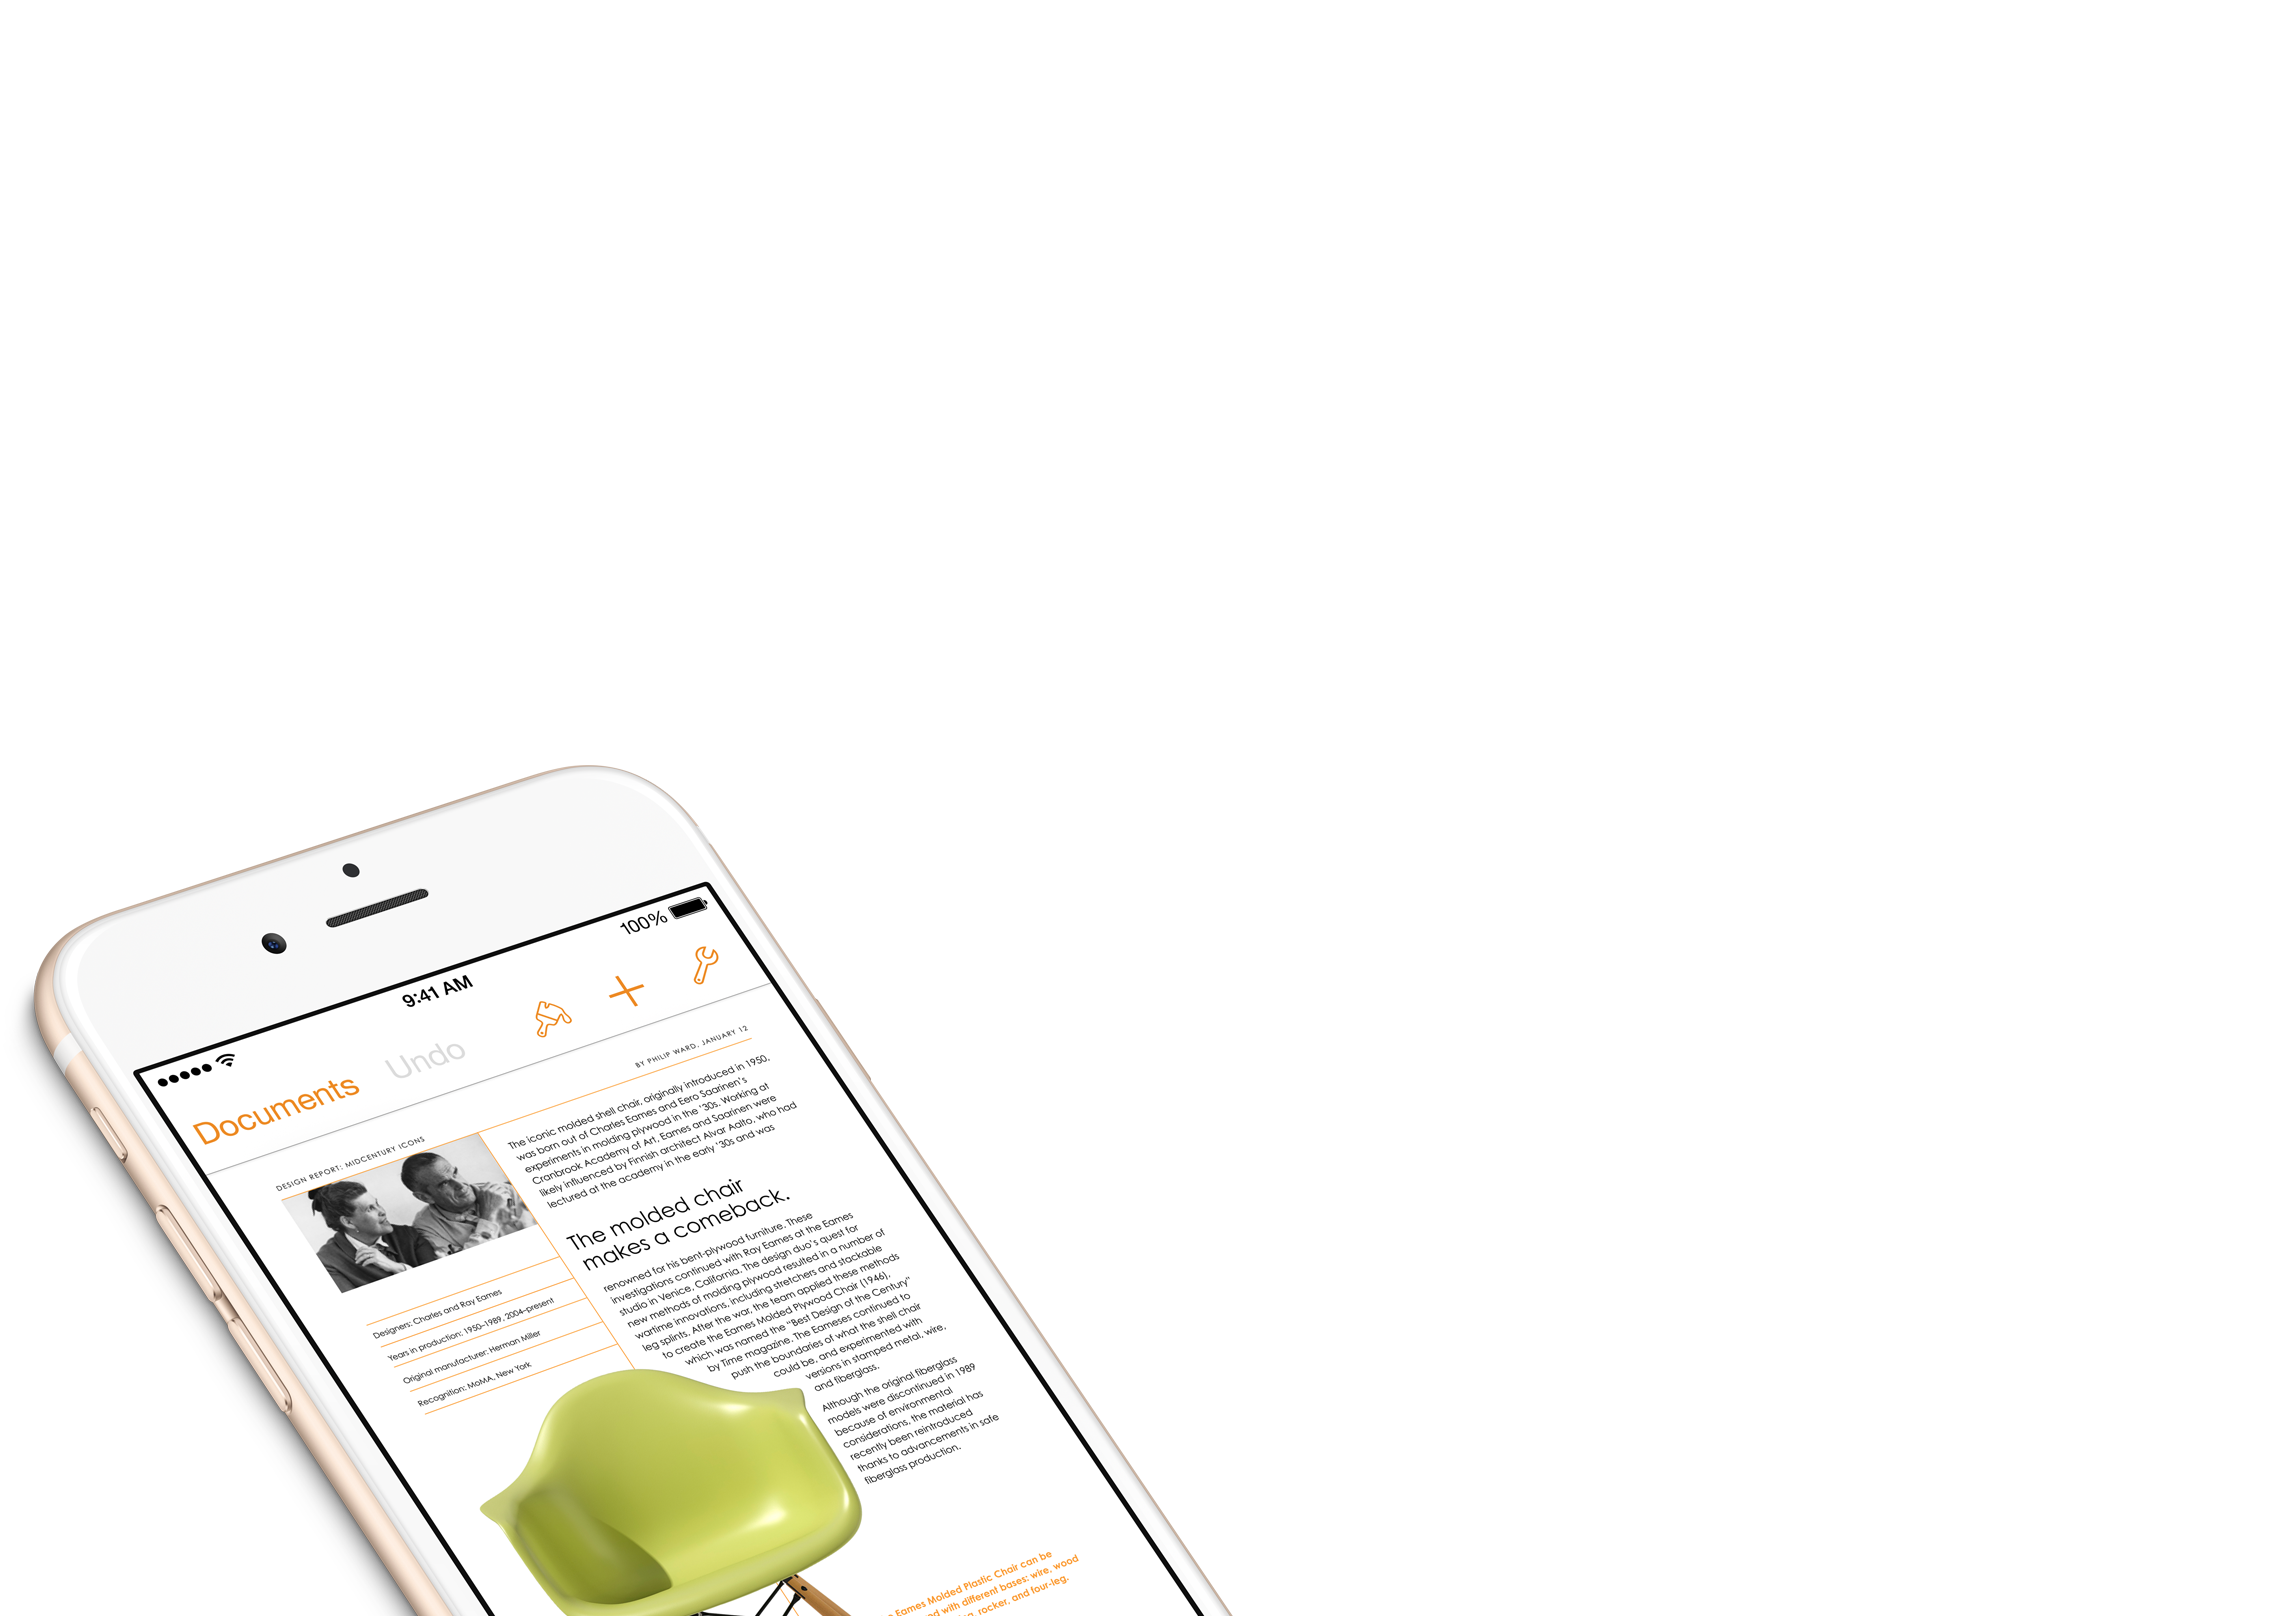 9:41 AM
100%
Documents
Undo
DESIGN REPORT: MIDCENTURY ICONS
BY PHILIP WARD, JANUARY 12
The iconic molded shell chair, originally introduced in 1950,
was born out of Charles Eames and Eero Saarinen's
experiments in molding plywood in the '30s. Working at
Cranbrook Academy of Art, Eames and Saarinen were
likely influenced by Finnish architect Alvar Aalto, who had
lectured at the academy in the early '30s and was
The molded chair
makes a comeback.
renowned for his bent-plywood furniture. These
investigations continued with Ray Eames at the Eames
studio in Venice, California. The design duo's quest for
new methods of molding plywood resulted in a number of
wartime innovations, including stretchers and stackable
leg splints. After the war, the team applied these methods
to create the Eames Molded Plywood Chair (1946),
which was named the "Best Design of the Century"
by Time magazine. The Eameses continued to
push the boundaries of what the shell chair
could be, and experimented with
versions in stamped metal, wire,
and fiberglass.
Although the original fiberglass
models were discontinued in 1989
because of environmental
considerations, the material has
recently been reintroduced
thanks to advancements in safe
fiberglass production.
Designers: Charles and Ray Eames
Years in production: 1950–1989, 2004–present
Original manufacturer: Herman Miller
Recognition: MoMA, New York
Eames Molded Plastic Chair can be
with different bases: wire, wood
rocker, and four-leg.